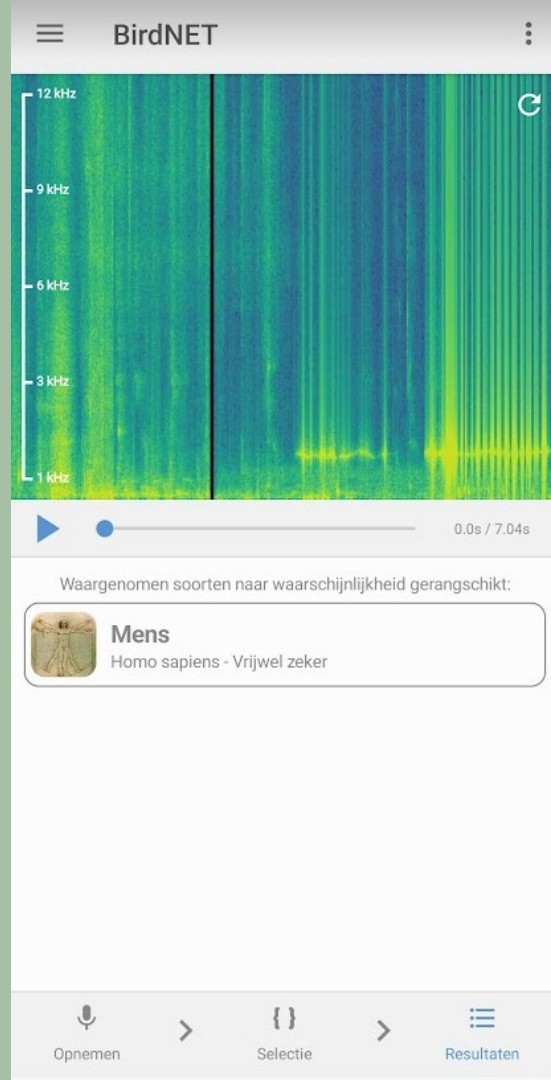 BirdNET
12 kHz
9 kHz
6 kHz
3 kHz
1 kHz
0.0s / 7.04s
Waargenomen soorten naar waarschijnlijkheid gerangschikt:
Mens
Homo sapiens - Vrijwel zeker
Opnemen
Selectie
Resultaten